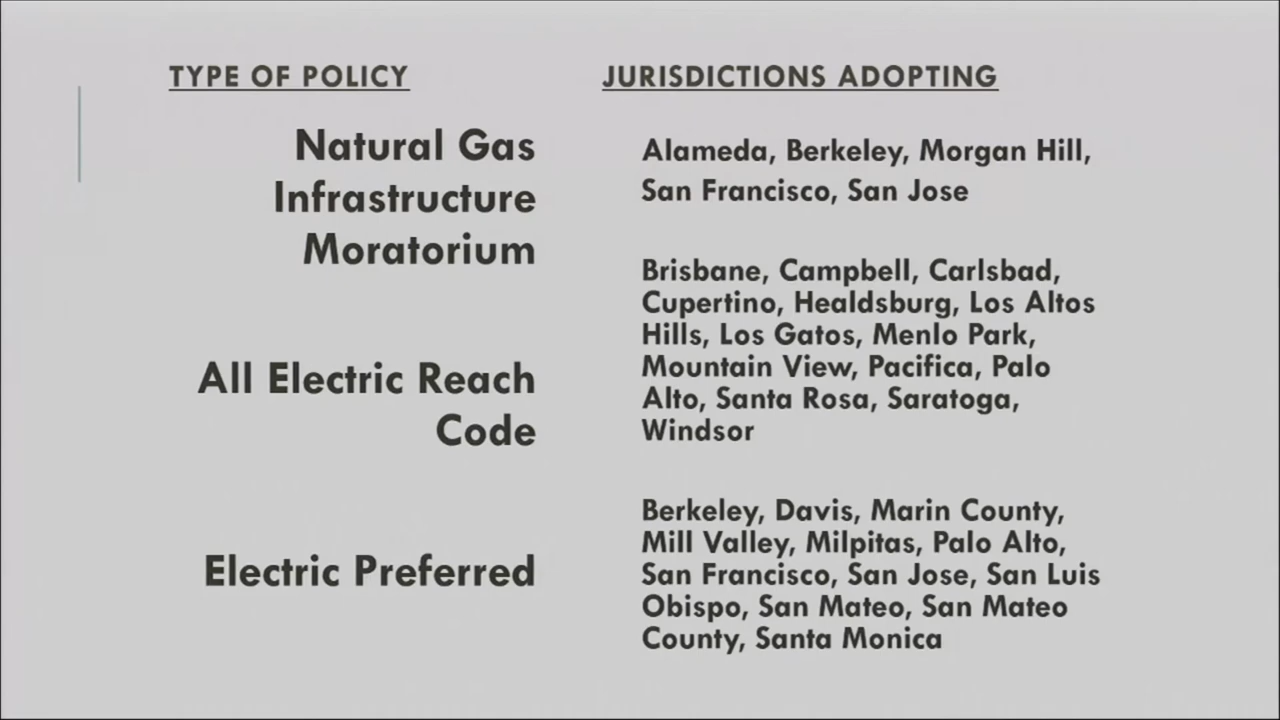 TYPE OF POLICY
JURISDICTIONS ADOPTING
Natural Gas
Infrastructure
Moratorium
Alameda, Berkeley, Morgan Hill,
San Francisco, San Jose
All Electric Reach
Code
Brisbane, Campbell, Carlsbad,
Cupertino, Healdsburg, Los Altos
Hills, Los Gatos, Menlo Park,
Mountain View, Pacifica, Palo
Alto, Santa Rosa, Saratoga,
Windsor
Electric Preferred
Berkeley, Davis, Marin County,
Mill Valley, Milpitas, Palo Alto,
San Francisco, San Jose, San Luis
Obispo, San Mateo, San Mateo
County, Santa Monica